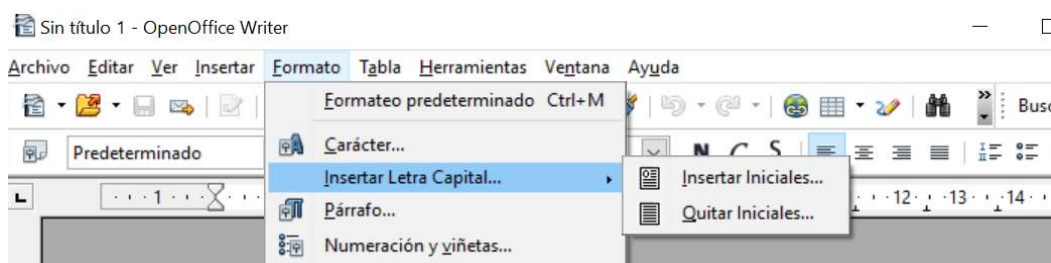 Sin título 1 - OpenOffice Writer
Archivo Editar Ver Insertar Formato Tabla Herramientas Ventana Ayuda
Formateo predeterminado Ctrl+M
Predeterminado
Carácter...
N C S
Insertar Letra Capital...
Insertar Iniciales...
Quitar Iniciales...
Párrafo...
Numeración y viñetas...
1
12 13 14